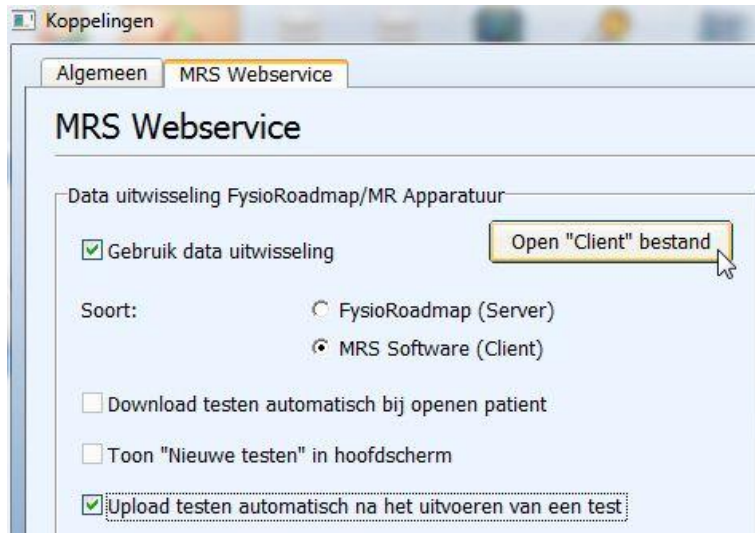 Koppelingen
Algemeen MRS Webservice
MRS Webservice
Data uitwisseling FysioRoadmap/MR Apparatuur
Gebruik data uitwisseling Open "Client" bestand
Soort: FysioRoadmap (Server)
MRS Software (Client)
Download testen automatisch bij openen patient
Toon "Nieuwe testen" in hoofdscherm
Upload testen automatisch na het uitvoeren van een test